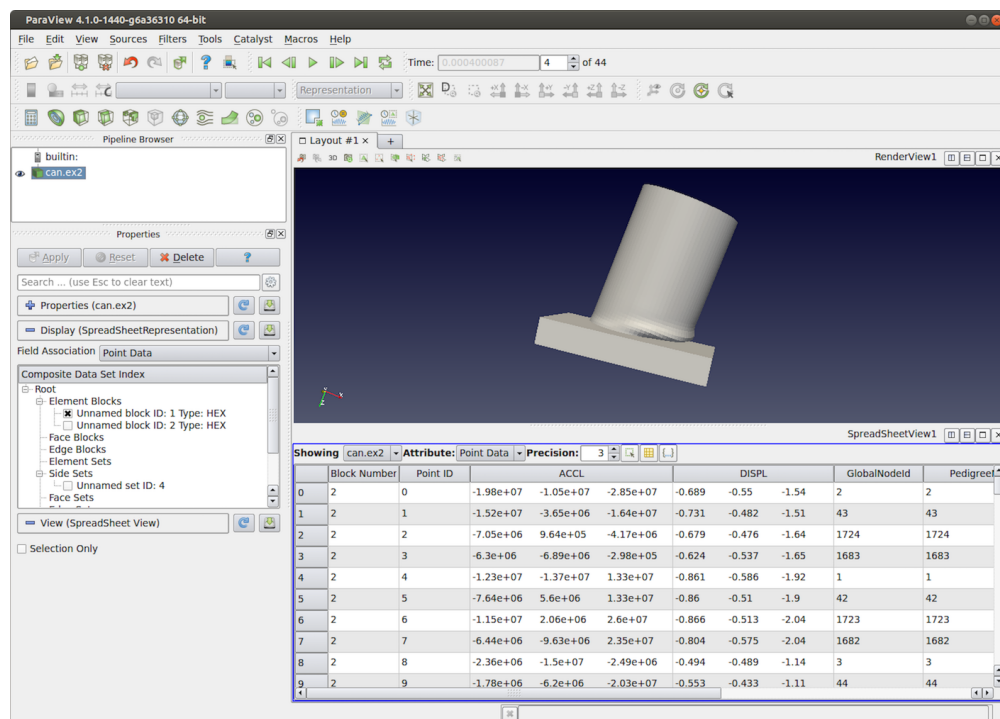 ParaView 4.1.0-1440-g6a36310 64-bit
File Edit View Sources Filters Tools Catalyst Macros Help
Time: 0.000400087 4 of 44
Representation
Pipeline Browser
builtin:
can.ex2
Properties
Apply Reset Delete ?
Search ... (use Esc to clear text)
Properties (can.ex2)
Display (SpreadSheetRepresentation)
Field Association Point Data
Composite Data Set Index
Root
Element Blocks
Unnamed block ID: 1 Type: HEX
Unnamed block ID: 2 Type: HEX
Face Blocks
Edge Blocks
Element Sets
Side Sets
Unnamed set ID: 4
Face Sets
View (SpreadSheet View)
Selection Only
Layout #1 × +
3D RenderView1
Y X Z
SpreadSheetView1
Showing can.ex2 Attribute: Point Data Precision: 3
Block Number Point ID ACCL DISPL GlobalNodeId PedigreeN
0 2 0 -1.98e+07 -1.05e+07 -2.85e+07 -0.689 -0.55 -1.54 2 2
1 2 1 -1.52e+07 -3.65e+06 -1.64e+07 -0.731 -0.482 -1.51 43 43
2 2 2 -7.05e+06 9.64e+05 -4.17e+06 -0.679 -0.476 -1.64 1724 1724
3 2 3 -6.3e+06 -6.89e+06 -2.98e+05 -0.624 -0.537 -1.65 1683 1683
4 2 4 -1.23e+07 -1.37e+07 1.33e+07 -0.861 -0.586 -1.92 1 1
5 2 5 -7.64e+06 5.6e+06 1.33e+07 -0.86 -0.51 -1.9 42 42
6 2 6 -1.15e+07 2.06e+06 2.6e+07 -0.866 -0.513 -2.04 1723 1723
7 2 7 -6.44e+06 -9.63e+06 2.35e+07 -0.804 -0.575 -2.04 1682 1682
8 2 8 -2.36e+06 -1.5e+07 -2.49e+06 -0.494 -0.489 -1.14 3 3
9 2 9 -1.78e+06 -6.2e+06 -2.03e+07 -0.553 -0.433 -1.11 44 44